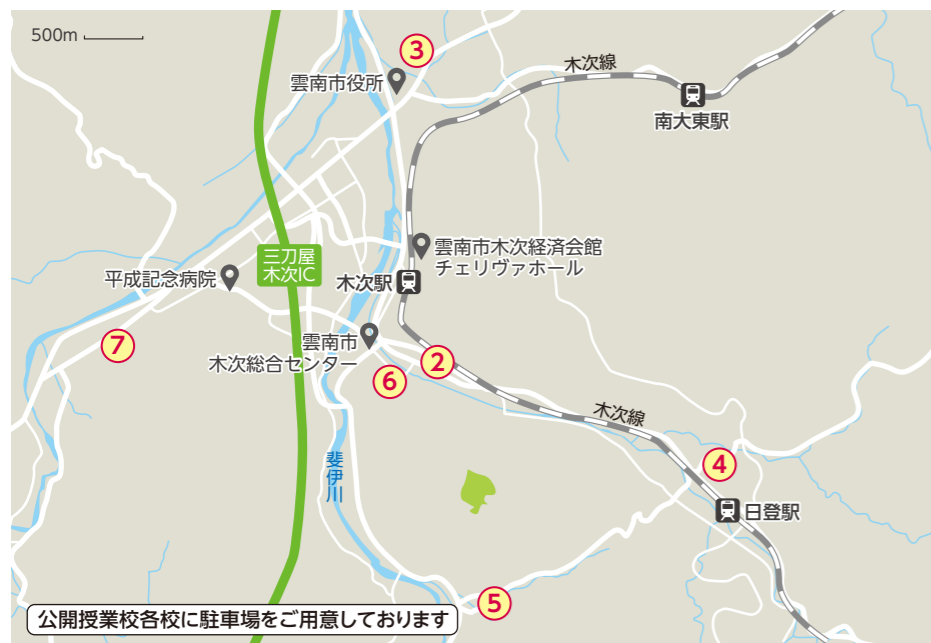 500m
③
雲南市役所
木次線
南大東駅
三刀屋
木次IC
雲南市木次経済会館
チェリヴァホール
平成記念病院
木次駅
⑦
雲南市
木次総合センター
②
⑥
木次線
斐伊川
④
日登駅
⑤
公開授業校各校に駐車場をご用意しております